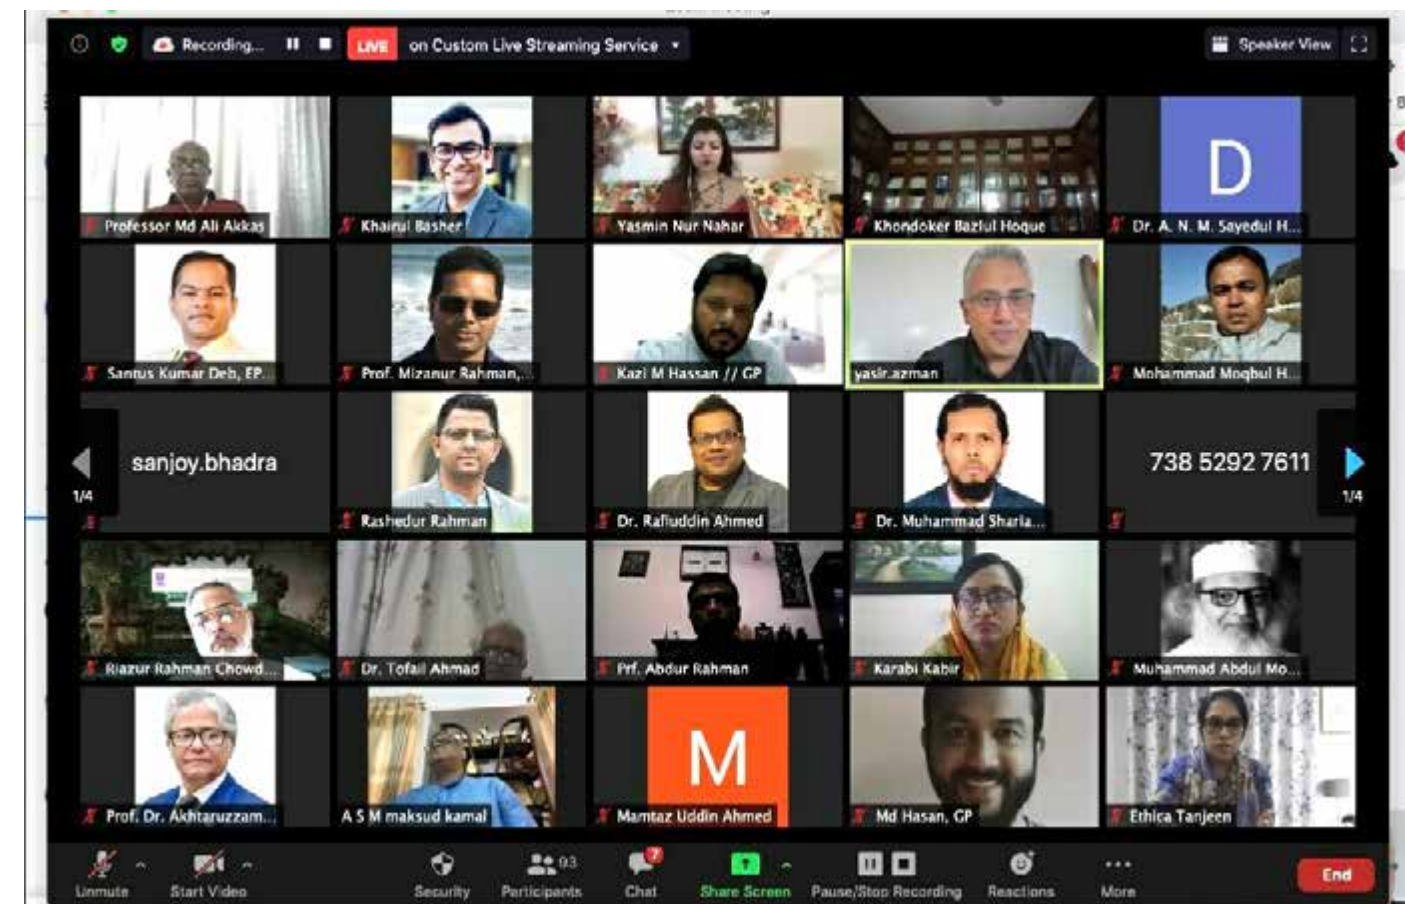 Recording...
LIVE
on Custom Live Streaming Service
Speaker View
D
Professor Md Ali Akkas
Khairul Basher
Yasmin Nur Nahar
Khondoker Bazlul Hoque
Dr. A. N. M. Sayedul H...
Santus Kumar Deb, EP...
Prof. Mizanur Rahman,...
Kazi M Hassan // GP
yasir.azman
Mohammad Moqbul H...
sanjoy.bhadra
738 5292 7611
1/4
1/4
Rashedur Rahman
Dr. Rafiuddin Ahmed
Dr. Muhammad Sharia...
Riazur Rahman Chowd...
Dr. Tofail Ahmad
Prf. Abdur Rahman
Karabi Kabir
Muhammad Abdul Mo...
M
Prof. Dr. Akhtaruzzam...
A S M maksud kamal
Mamtaz Uddin Ahmed
Md Hasan, GP
Ethica Tanjeen
93
7
Unmute
Start Video
Security
Participants
Chat
Share Screen
Pause/Stop Recording
Reactions
More
End